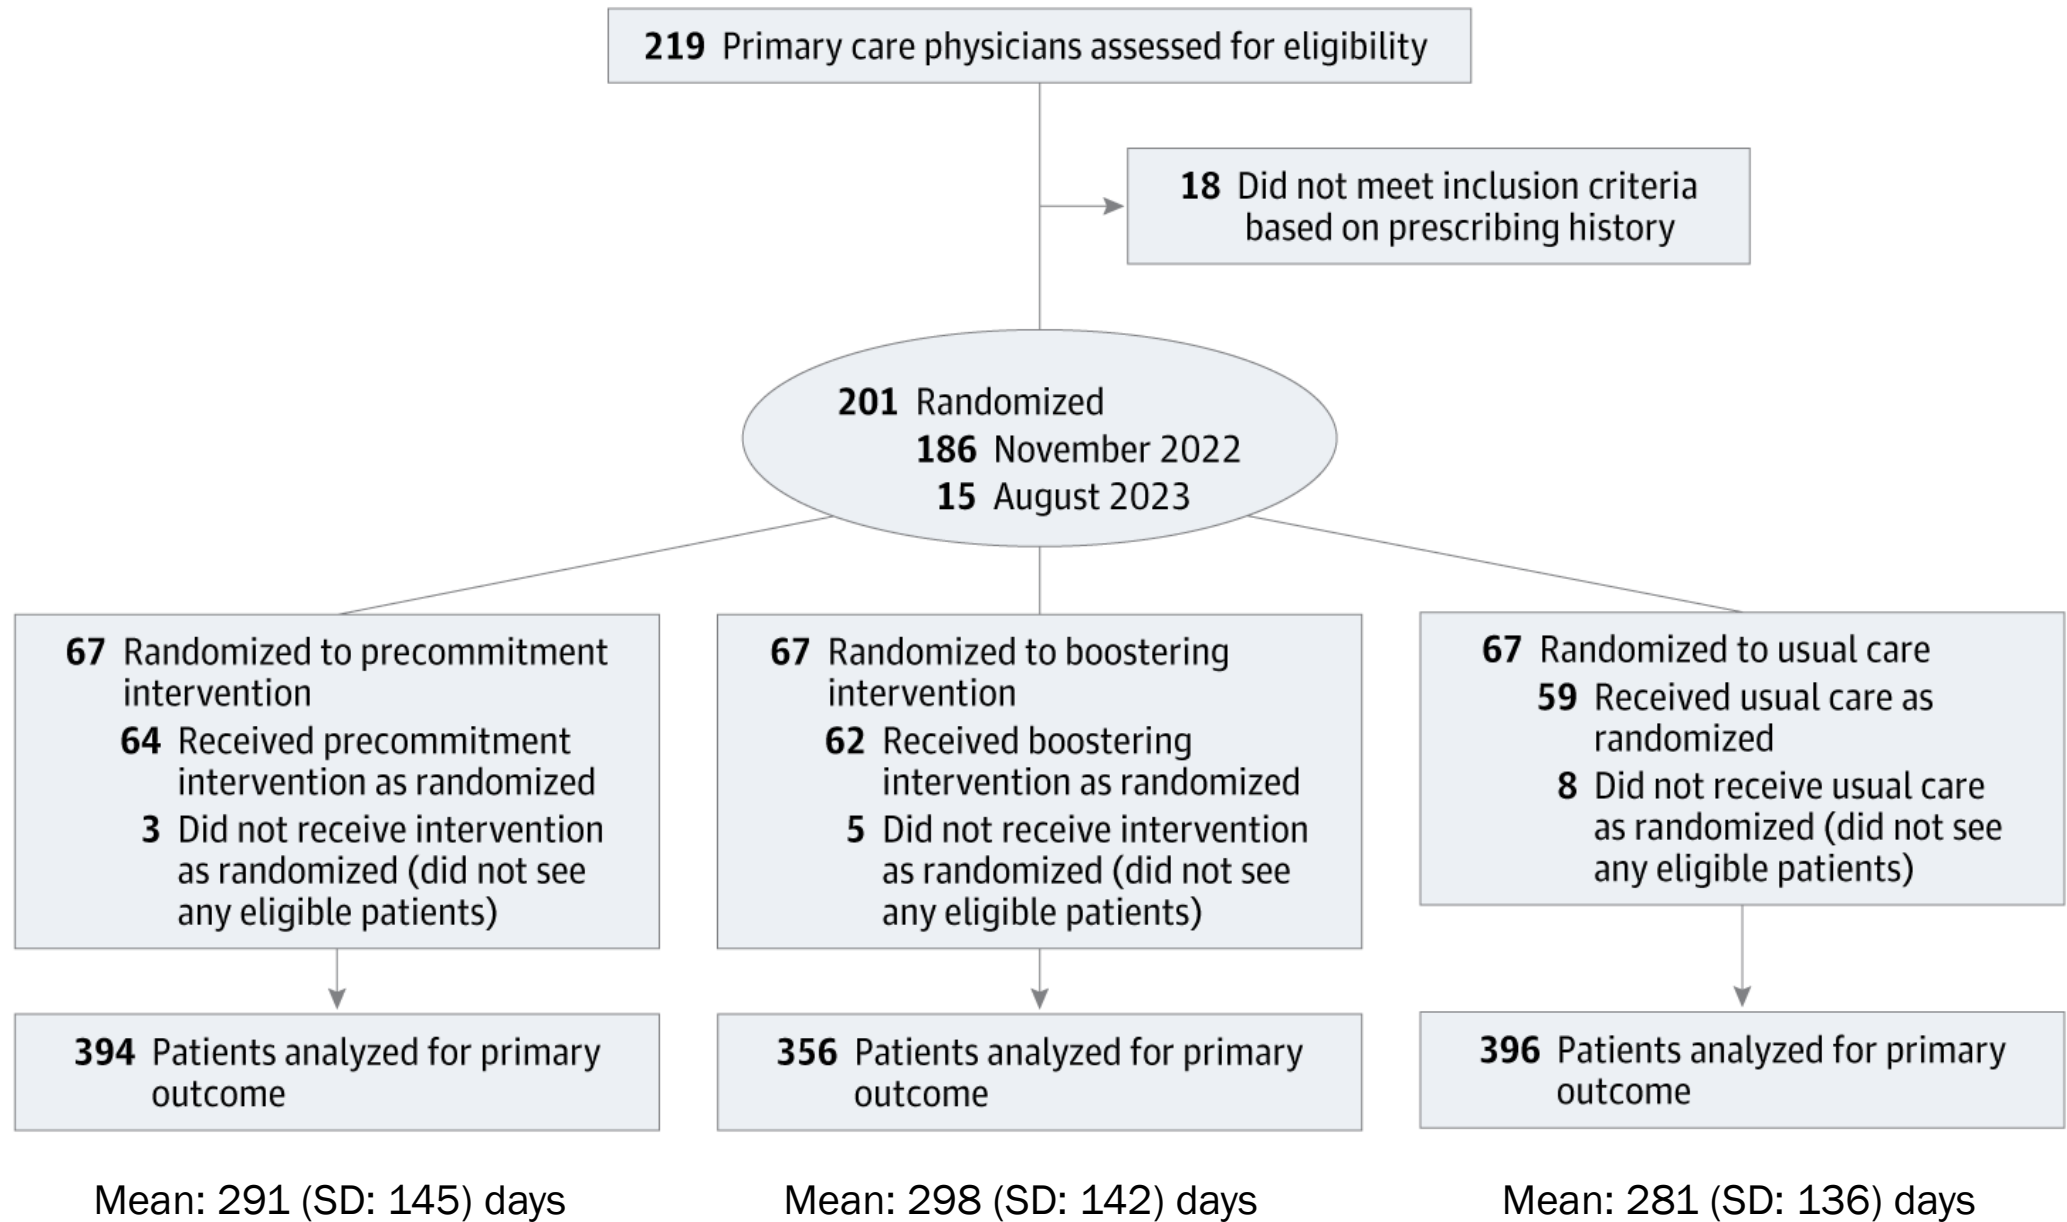 219 Primary care physicians assessed for eligibility
18 Did not meet inclusion criteria
based on prescribing history
201 Randomized
186 November 2022
15 August 2023
67 Randomized to precommitment
intervention
64 Received precommitment
intervention as randomized
3 Did not receive intervention
as randomized (did not see
any eligible patients)
67 Randomized to boostering
intervention
62 Received boostering
intervention as randomized
5 Did not receive intervention
as randomized (did not see
any eligible patients)
67 Randomized to usual care
59 Received usual care as
randomized
8 Did not receive usual care
as randomized (did not see
any eligible patients)
394 Patients analyzed for primary
outcome
356 Patients analyzed for primary
outcome
396 Patients analyzed for primary
outcome
Mean: 291 (SD: 145) days
Mean: 298 (SD: 142) days
Mean: 281 (SD: 136) days